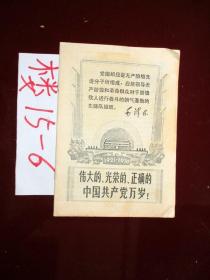 党组织应是无产阶级先进
分子所组成，应能领导无
产阶级和革命群众对于阶级
敌人进行战斗的朝气蓬勃的
先锋队组织。
毛泽东
1921-1971
伟大的、光荣的、正确的
中国共产党万岁！
楼15-6